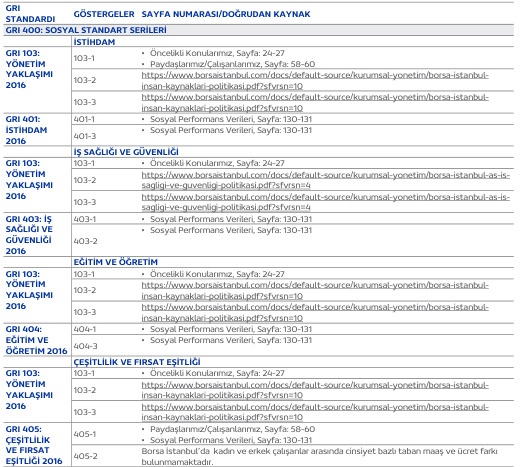 GRI STANDARDI GÖSTERGELER SAYFA NUMARASI/DOĞRUDAN KAYNAK
GRI 400: SOSYAL STANDART SERİLERİ
İSTİHDAM
GRI 103: YÖNETİM YAKLAŞIMI 2016
103-1
• Öncelikli Konularımız, Sayfa: 24-27
• Paydaşlarımız/Çalışanlarımız, Sayfa: 58-60
103-2
https://www.borsaistanbul.com/docs/default-source/kurumsal-yonetim/borsa-istanbul-
insan-kaynaklari-politikasi.pdf?sfvrsn=10
103-3
https://www.borsaistanbul.com/docs/default-source/kurumsal-yonetim/borsa-istanbul-
insan-kaynaklari-politikasi.pdf?sfvrsn=10
GRI 401: İSTİHDAM 2016
401-1 • Sosyal Performans Verileri, Sayfa: 130-131
401-3 • Sosyal Performans Verileri, Sayfa: 130-131
İŞ SAĞLIĞI VE GÜVENLİĞİ
GRI 103: YÖNETİM YAKLAŞIMI 2016
103-1 • Öncelikli Konularımız, Sayfa: 24-27
103-2
https://www.borsaistanbul.com/docs/default-source/kurumsal-yonetim/borsa-istanbul-as-is-
sagligi-ve-guvenligi-politikasi.pdf?sfvrsn=4
103-3
https://www.borsaistanbul.com/docs/default-source/kurumsal-yonetim/borsa-istanbul-as-is-
sagligi-ve-guvenligi-politikasi.pdf?sfvrsn=4
GRI 403: İŞ SAĞLIĞI VE GÜVENLİĞİ 2016
403-1 • Sosyal Performans Verileri, Sayfa: 130-131
403-2 • Sosyal Performans Verileri, Sayfa: 130-131
EĞİTİM VE ÖĞRETİM
GRI 103: YÖNETİM YAKLAŞIMI 2016
103-1 • Öncelikli Konularımız, Sayfa: 24-27
103-2
https://www.borsaistanbul.com/docs/default-source/kurumsal-yonetim/borsa-istanbul-
insan-kaynaklari-politikasi.pdf?sfvrsn=10
103-3
https://www.borsaistanbul.com/docs/default-source/kurumsal-yonetim/borsa-istanbul-
insan-kaynaklari-politikasi.pdf?sfvrsn=10
GRI 404: EĞİTİM VE ÖĞRETİM 2016
404-1 • Sosyal Performans Verileri, Sayfa: 130-131
404-3 • Sosyal Performans Verileri, Sayfa: 130-131
ÇEŞİTLİLİK VE FIRSAT EŞİTLİĞİ
GRI 103: YÖNETİM YAKLAŞIMI 2016
103-1 • Öncelikli Konularımız, Sayfa: 24-27
103-2
https://www.borsaistanbul.com/docs/default-source/kurumsal-yonetim/borsa-istanbul-
insan-kaynaklari-politikasi.pdf?sfvrsn=10
103-3
https://www.borsaistanbul.com/docs/default-source/kurumsal-yonetim/borsa-istanbul-
insan-kaynaklari-politikasi.pdf?sfvrsn=10
GRI 405: ÇEŞİTLİLİK VE FIRSAT EŞİTLİĞİ 2016
405-1
• Paydaşlarımız/Çalışanlarımız, Sayfa: 58-60
• Sosyal Performans Verileri, Sayfa: 130-131
405-2
Borsa İstanbul'da kadın ve erkek çalışanlar arasında cinsiyet bazlı taban maaş ve ücret farkı
bulunmamaktadır.